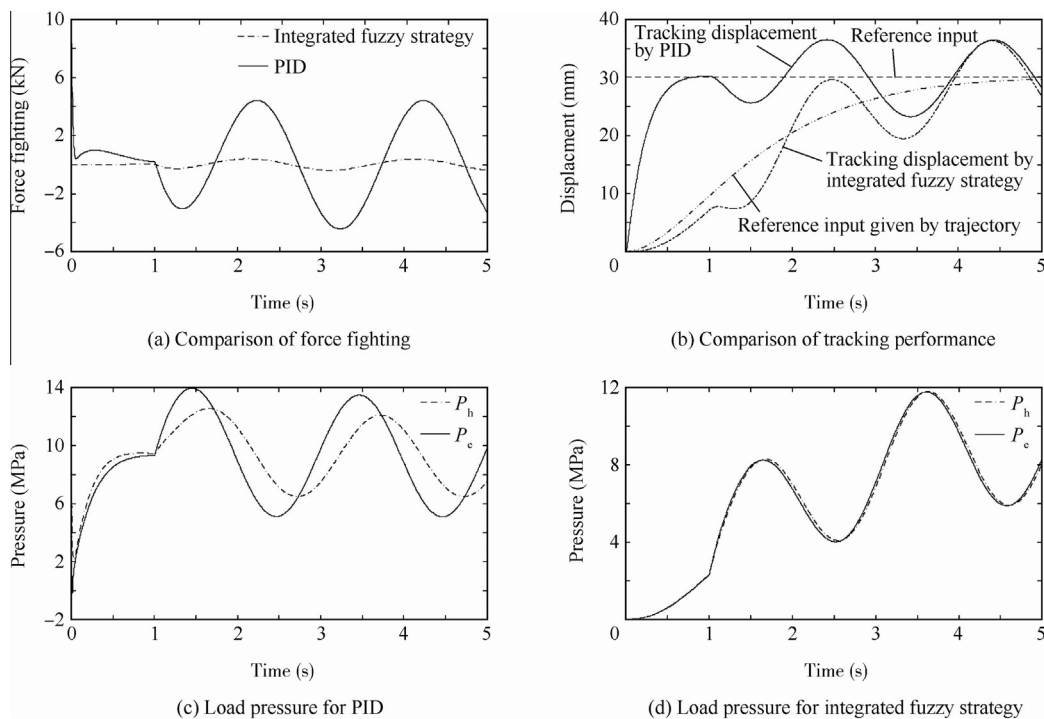 10
6
2
−2
−6
Force fighting (kN)
Integrated fuzzy strategy
PID
0 1 2 3 4 5
Time (s)
(a) Comparison of force fighting
40
30
20
10
0
Displacment (mm)
Tracking displacement
by PID
Reference input
Tracking displacement by
integrated fuzzy strategy
Reference input given by trajectory
1 2 3 4 5
Time (s)
(b) Comparison of tracking performance
14
10
6
2
−2
Pressure (MPa)
Ph
Pe
0 1 2 3 4 5
Time (s)
(c) Load pressure for PID
12
8
4
0
Pressure (MPa)
Ph
Pe
1 2 3 4 5
Time (s)
(d) Load pressure for integrated fuzzy strategy